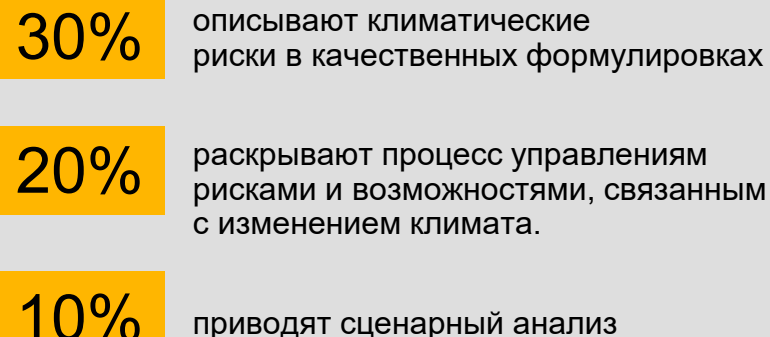 30%
описывают климатические
риски в качественных формулировках
20%
раскрывают процесс управлениям
рисками и возможностями, связанным
с изменением климата.
10%
приводят сценарный анализ